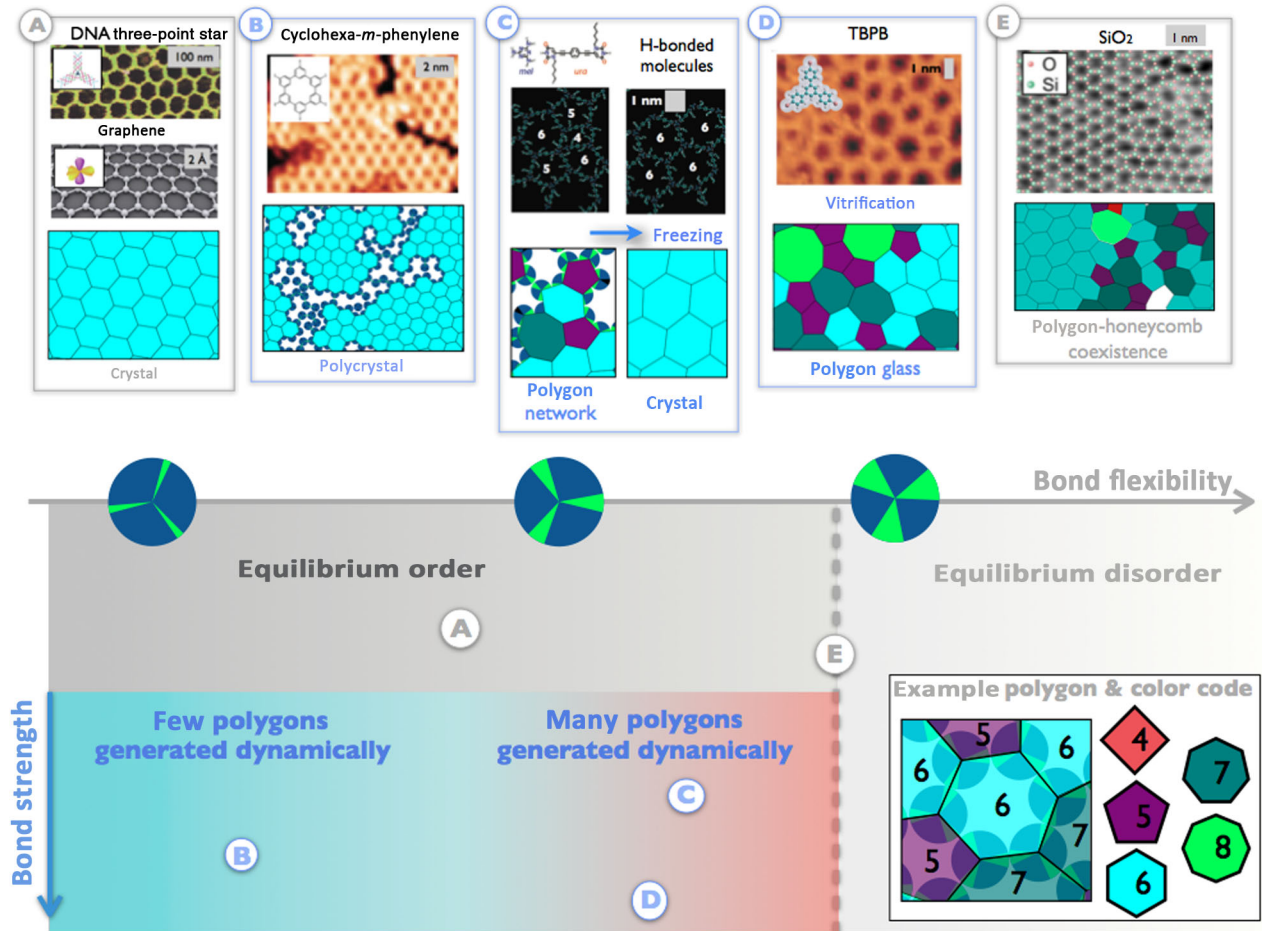 A
DNA three-point star
100 nm
Graphene
2 Å
Crystal
B
Cyclohexa-m-phenylene
2 nm
Polycrystal
C
H-bonded
molecules
mel
ura
1 nm
5
6
4
6
5
6
6
6
6
Freezing
Polygon
network
Crystal
D
TBPB
1 nm
Vitrification
Polygon glass
E
SiO₂
1 nm
O
Si
Polygon-honeycomb
coexistence
Bond flexibility
Equilibrium order
Equilibrium disorder
A
E
Bond strength
Few polygons
generated dynamically
Many polygons
generated dynamically
B
C
D
Example polygon & color code
5
6
6
6
7
5
7
4
5
6
7
8